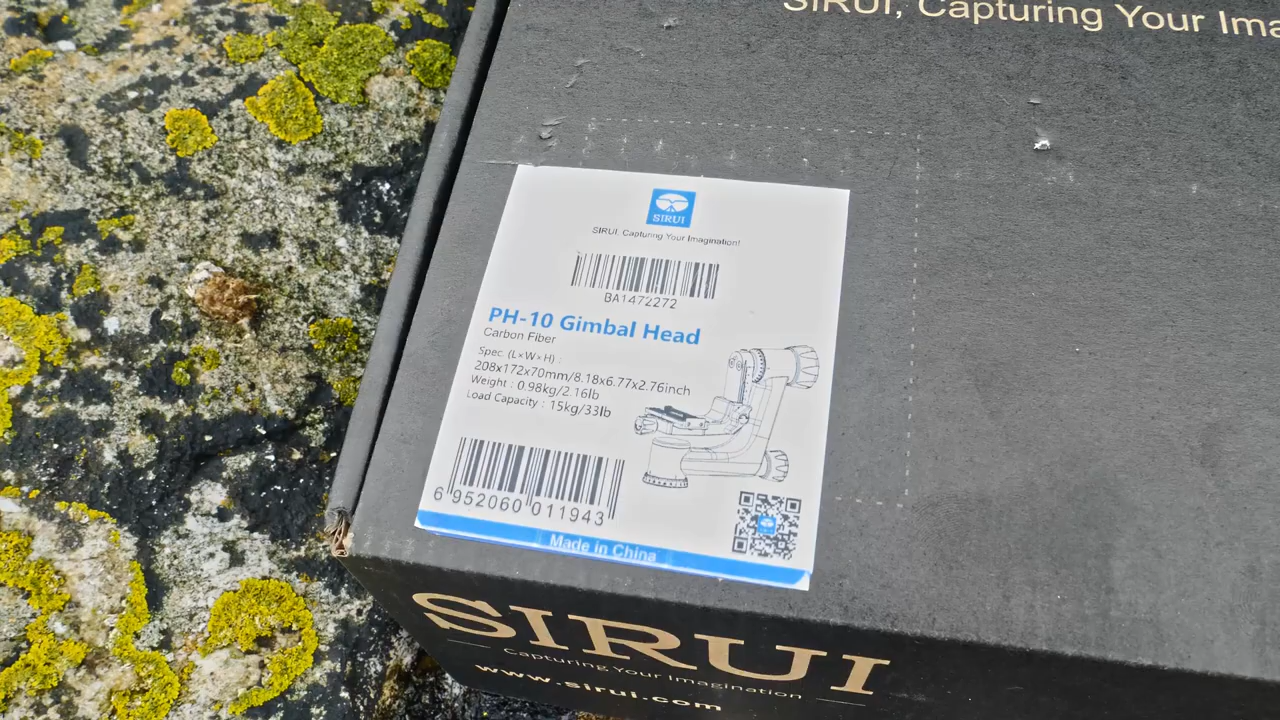 SIRUI, Capturing Your Ima
SIRUI
SIRUI, Capturing Your Imagination!
BA1472272
PH-10 Gimbal Head
Carbon Fiber
Spec. (L×W×H) :
208x172x70mm/8.18x6.77x2.76inch
Weight : 0.98kg/2.16lb
Load Capacity : 15kg/33lb
6 952060 011943
Made in China
SIRUI
Capturing Your Imagination
www.sirui.com